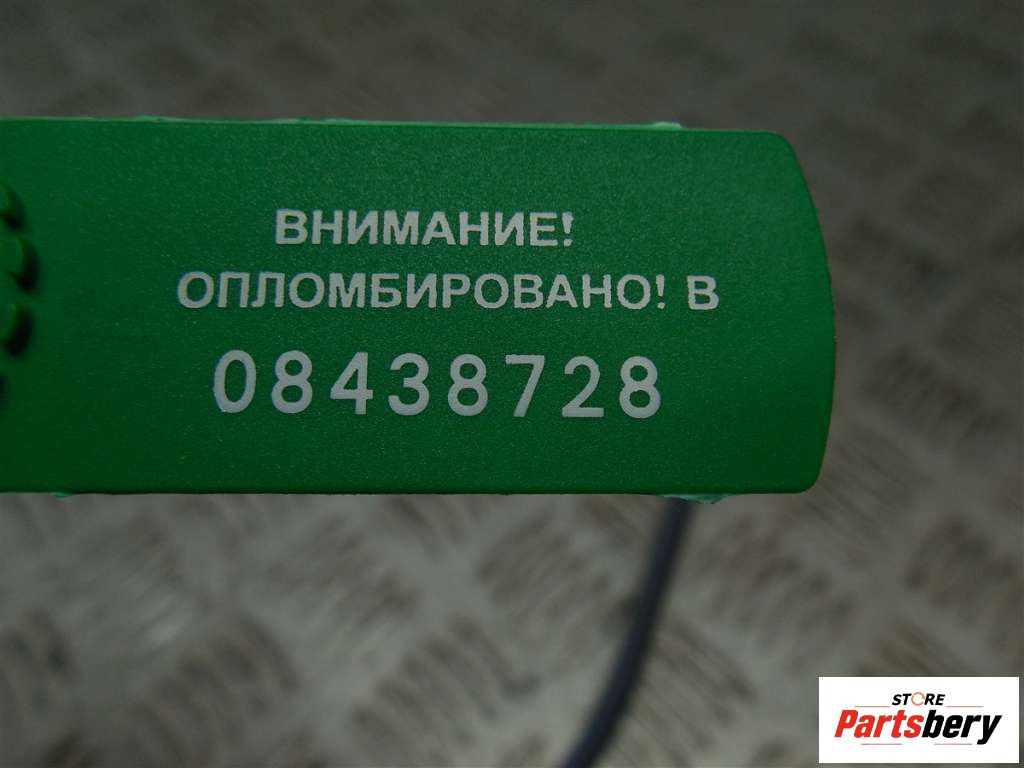 ВНИМАНИЕ!
ОПЛОМБИРОВАНО! В
08438728
STORE
Partsbery